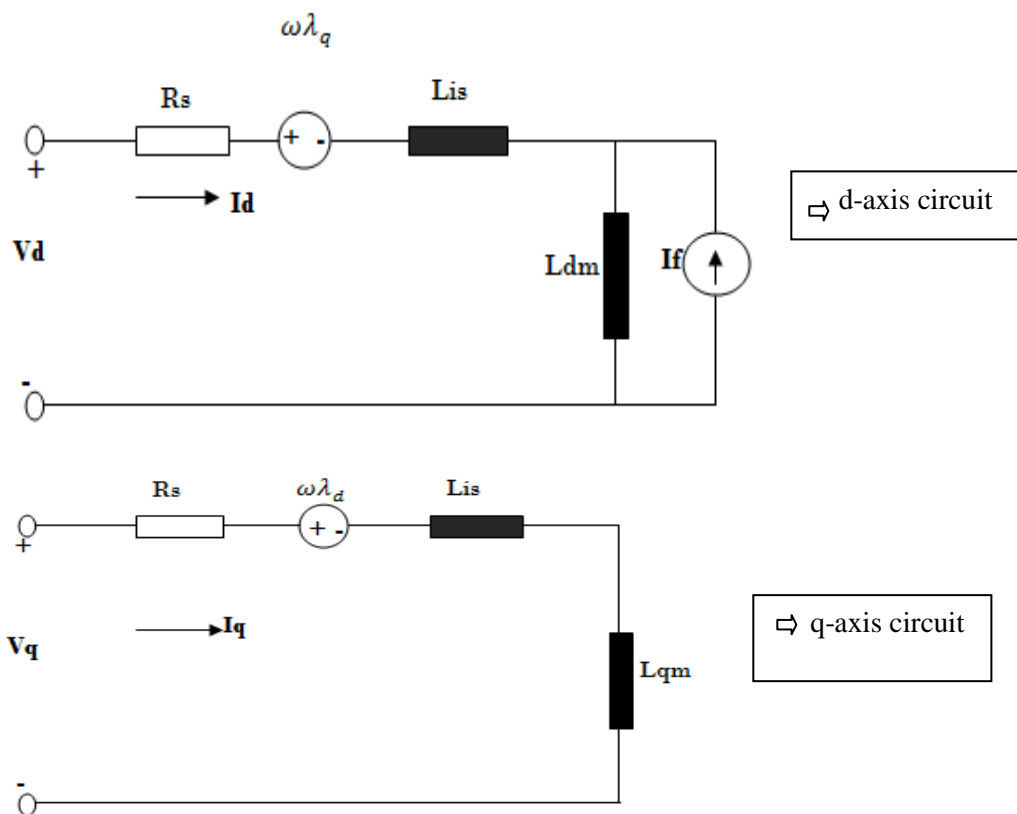 ωλq
Rs
Lis
+ -
+
Id
⇨ d-axis circuit
Vd
Ldm
If
-
Rs
ωλd
Lis
+ -
+
Iq
⇨ q-axis circuit
Vq
Lqm
-